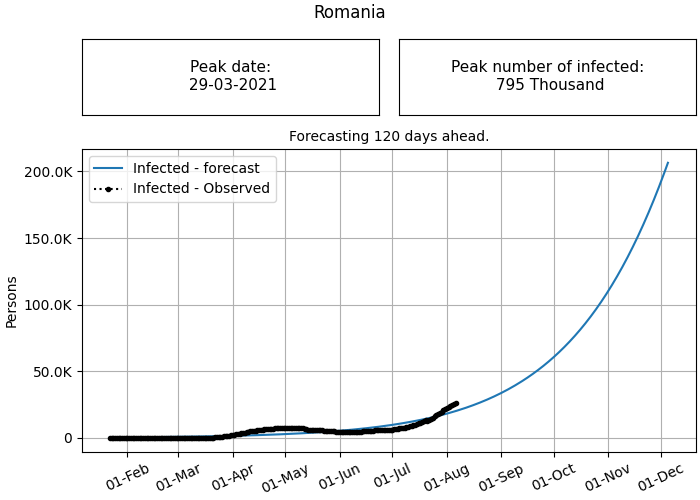 Romania
Peak date:
29-03-2021
Peak number of infected:
795 Thousand
Forecasting 120 days ahead.
Infected - forecast
Infected - Observed
Persons
200.0K
150.0K
100.0K
50.0K
0
01-Feb
01-Mar
01-Apr
01-May
01-Jun
01-Jul
01-Aug
01-Sep
01-Oct
01-Nov
01-Dec